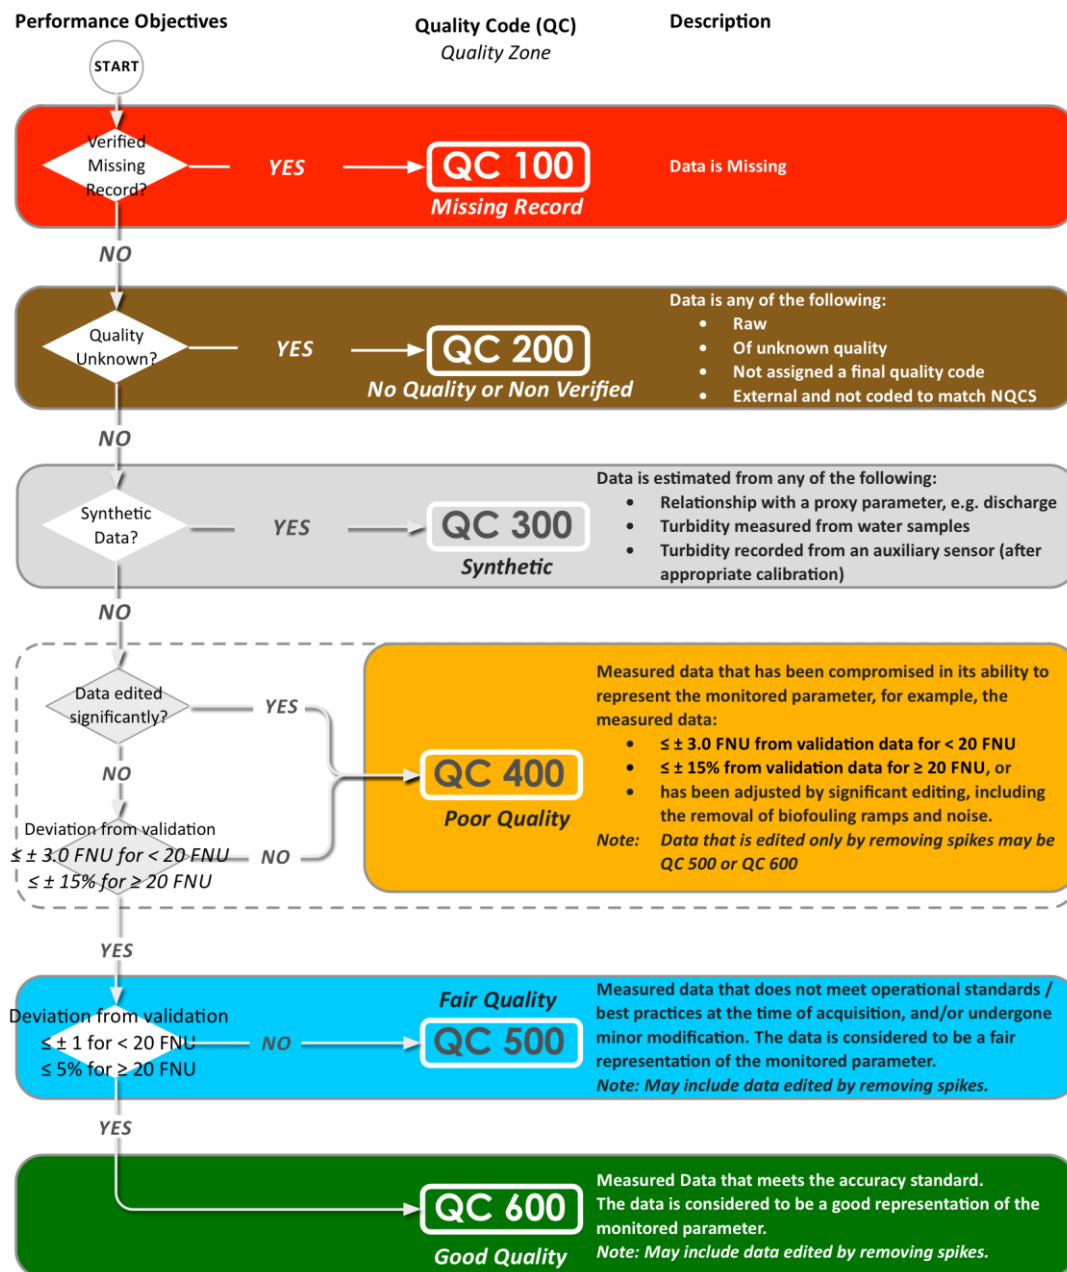 Performance Objectives
Quality Code (QC)
Quality Zone
Description
START
Verified
Missing
Record?
YES
QC 100
Missing Record
Data is Missing
NO
Quality
Unknown?
YES
QC 200
No Quality or Non Verified
Data is any of the following:
• Raw
• Of unknown quality
• Not assigned a final quality code
• External and not coded to match NQCS
NO
Synthetic
Data?
YES
QC 300
Synthetic
Data is estimated from any of the following:
• Relationship with a proxy parameter, e.g. discharge
• Turbidity measured from water samples
• Turbidity recorded from an auxiliary sensor (after
appropriate calibration)
NO
Data edited
significantly?
YES
NO
Deviation from validation
≤ ± 3.0 FNU for < 20 FNU
≤ ± 15% for ≥ 20 FNU
NO
QC 400
Poor Quality
Measured data that has been compromised in its ability to
represent the monitored parameter, for example, the
measured data:
• ≤ ± 3.0 FNU from validation data for < 20 FNU
• ≤ ± 15% from validation data for ≥ 20 FNU, or
• has been adjusted by significant editing, including
the removal of biofouling ramps and noise.
Note: Data that is edited only by removing spikes may be
QC 500 or QC 600
YES
Deviation from validation
≤ ± 1 for < 20 FNU
≤ 5% for ≥ 20 FNU
NO
Fair Quality
QC 500
Measured data that does not meet operational standards /
best practices at the time of acquisition, and/or undergone
minor modification. The data is considered to be a fair
representation of the monitored parameter.
Note: May include data edited by removing spikes.
YES
QC 600
Good Quality
Measured Data that meets the accuracy standard.
The data is considered to be a good representation of the
monitored parameter.
Note: May include data edited by removing spikes.